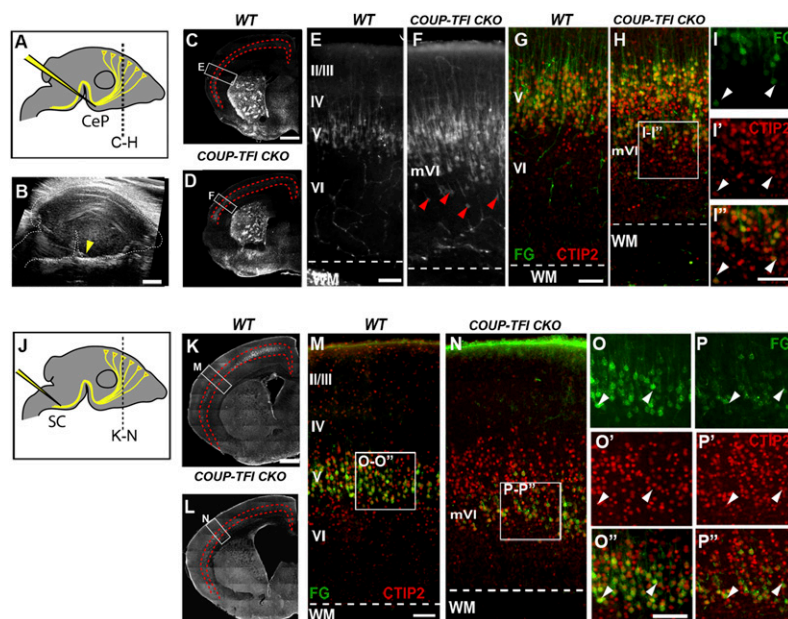 WT
WT
COUP-TFI CKO
WT
COUP-TFI CKO
A
CeP
C-H
B
C
E
COUP-TFI CKO
D
F
E
II/III
IV
V
VI
WM
F
mVI
G
V
VI
FG
CTIP2
WM
H
mVI
I-I”
WM
I
FG
I’
CTIP2
I”
J
SC
K-N
WT
K
M
COUP-TFI CKO
L
N
WT
M
II/III
IV
V
O-O”
VI
FG
CTIP2
WM
COUP-TFI CKO
N
mVI
P-P”
WM
O
P
FG
O’
P’
CTIP2
O”
P”